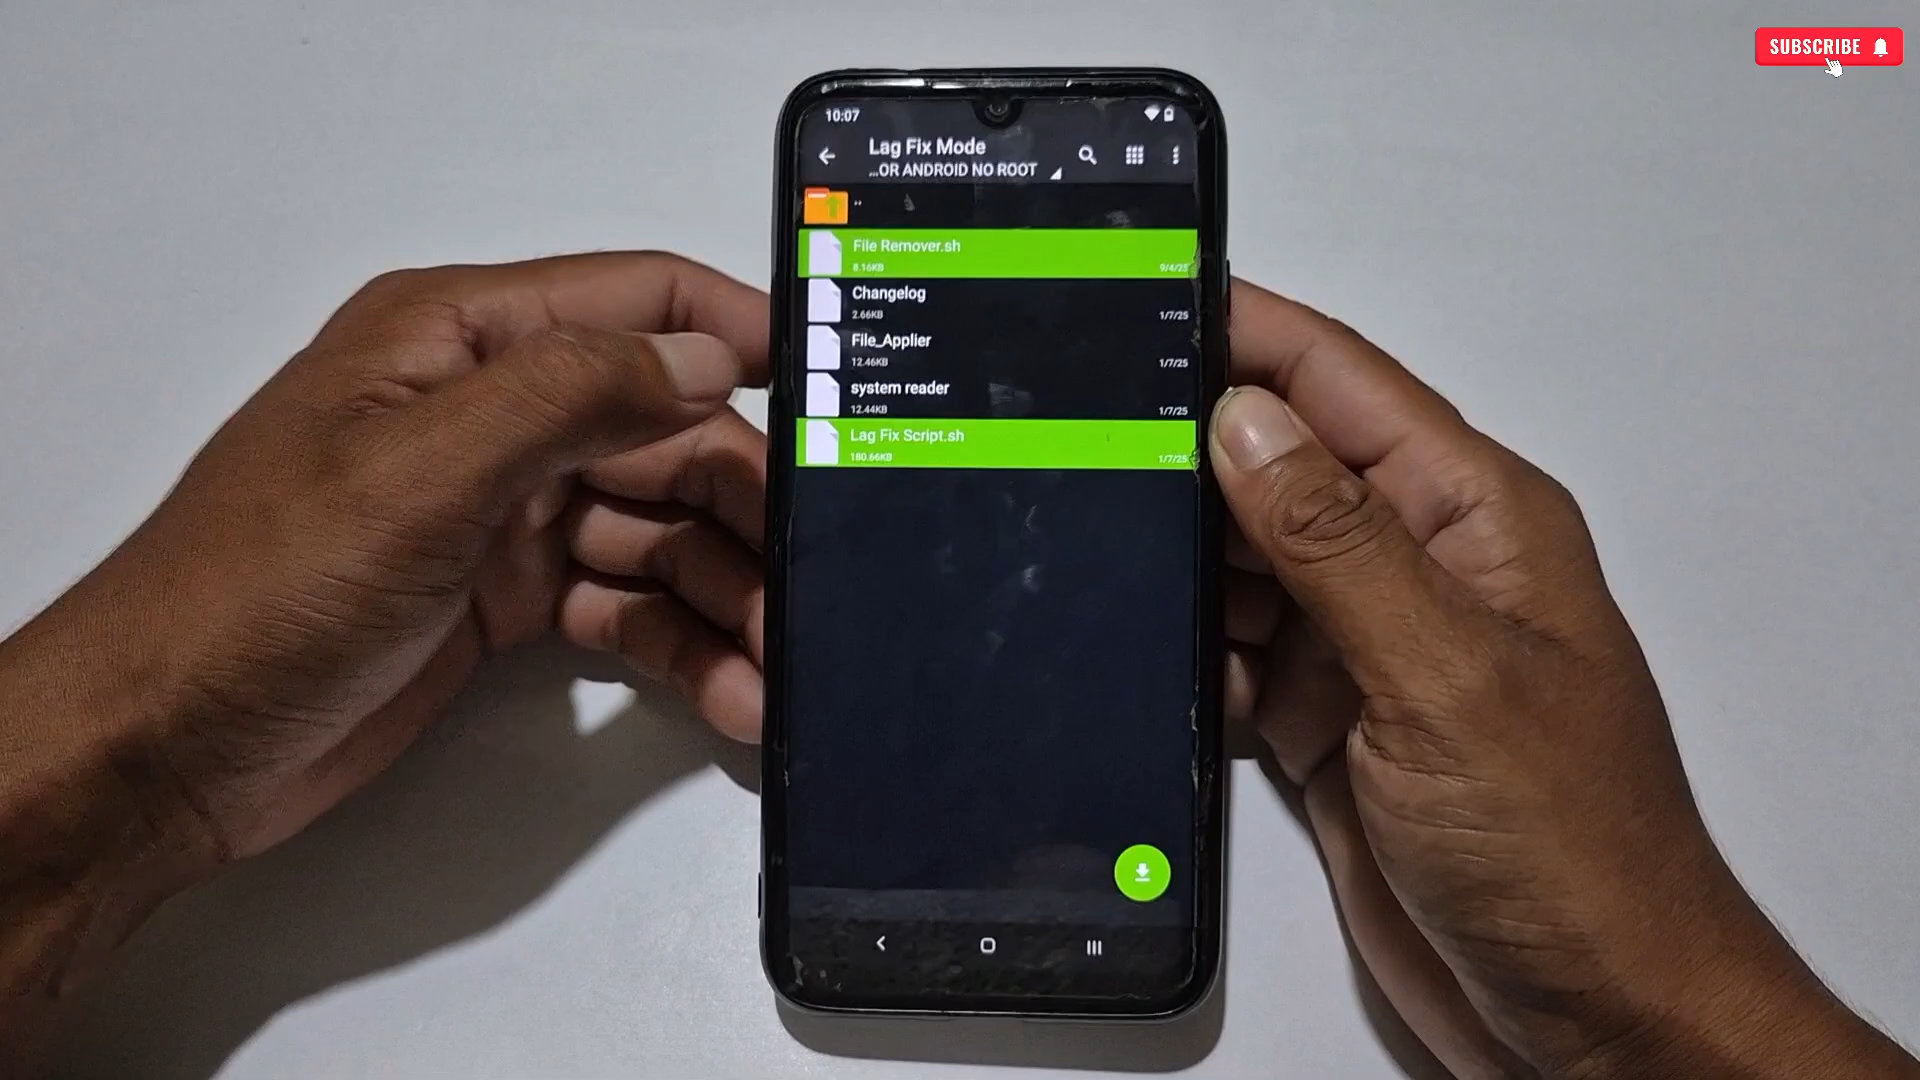 SUBSCRIBE
10:07
Lag Fix Mode
...OR ANDROID NO ROOT
..
File Remover.sh
8.16KB 9/4/25
Changelog
2.66KB 1/7/25
File_Applier
12.46KB 1/7/25
system reader
12.44KB 1/7/25
Lag Fix Script.sh
180.66KB 1/7/25